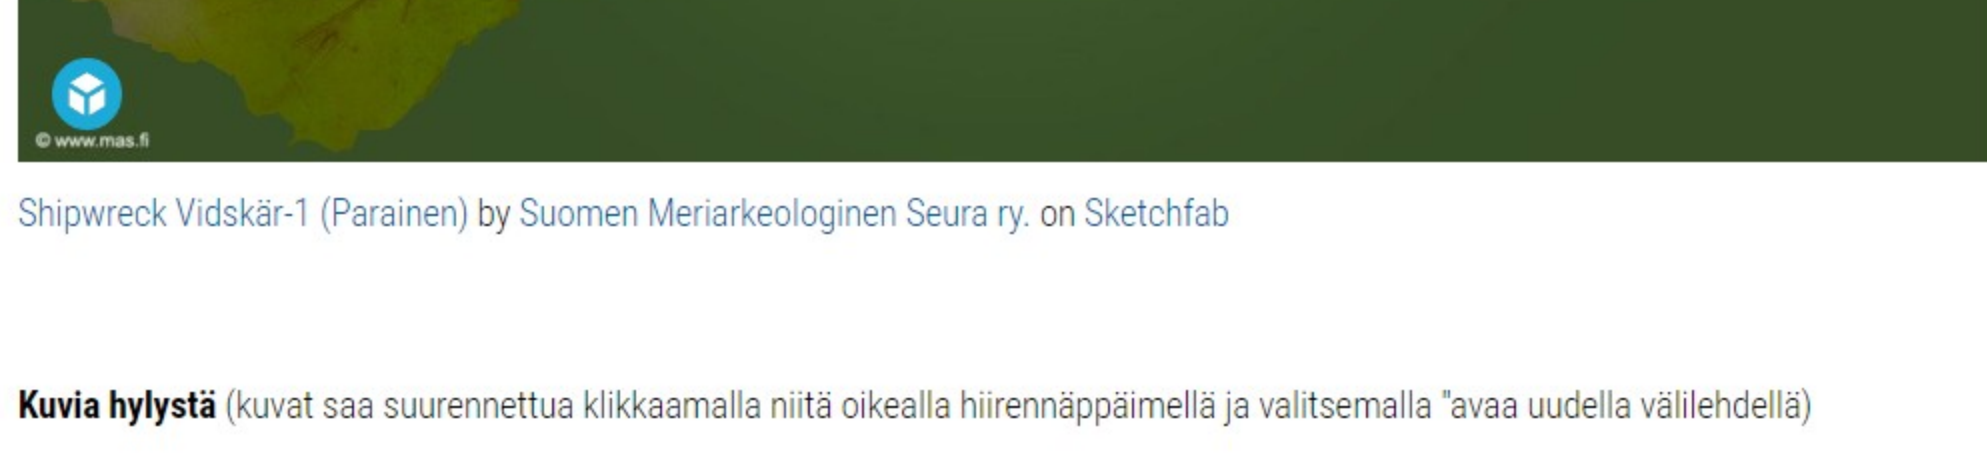 © www.mas.fi
Shipwreck Vidskär-1 (Parainen) by Suomen Meriarkeologinen Seura ry. on Sketchfab
Kuvia hylystä (kuvat saa suurennettua klikkaamalla niitä oikealla hiirennäppäimellä ja valitsemalla "avaa uudella välilehdellä)